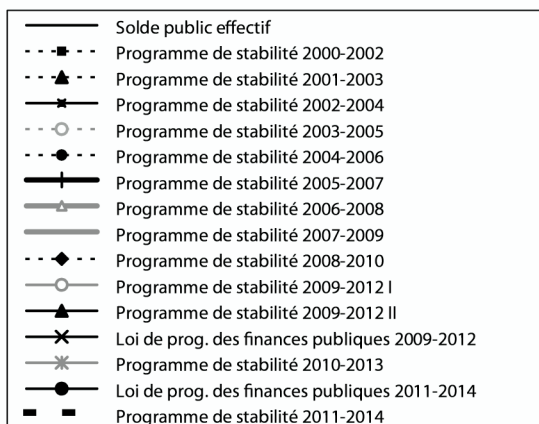 Solde public effectif
Programme de stabilité 2000-2002
Programme de stabilité 2001-2003
Programme de stabilité 2002-2004
Programme de stabilité 2003-2005
Programme de stabilité 2004-2006
Programme de stabilité 2005-2007
Programme de stabilité 2006-2008
Programme de stabilité 2007-2009
Programme de stabilité 2008-2010
Programme de stabilité 2009-2012 I
Programme de stabilité 2009-2012 II
Loi de prog. des finances publiques 2009-2012
Programme de stabilité 2010-2013
Loi de prog. des finances publiques 2011-2014
Programme de stabilité 2011-2014